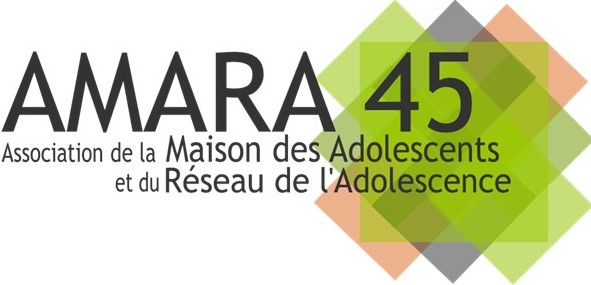 AMARA 45
Association de la Maison des Adolescents
et du Réseau de l'Adolescence